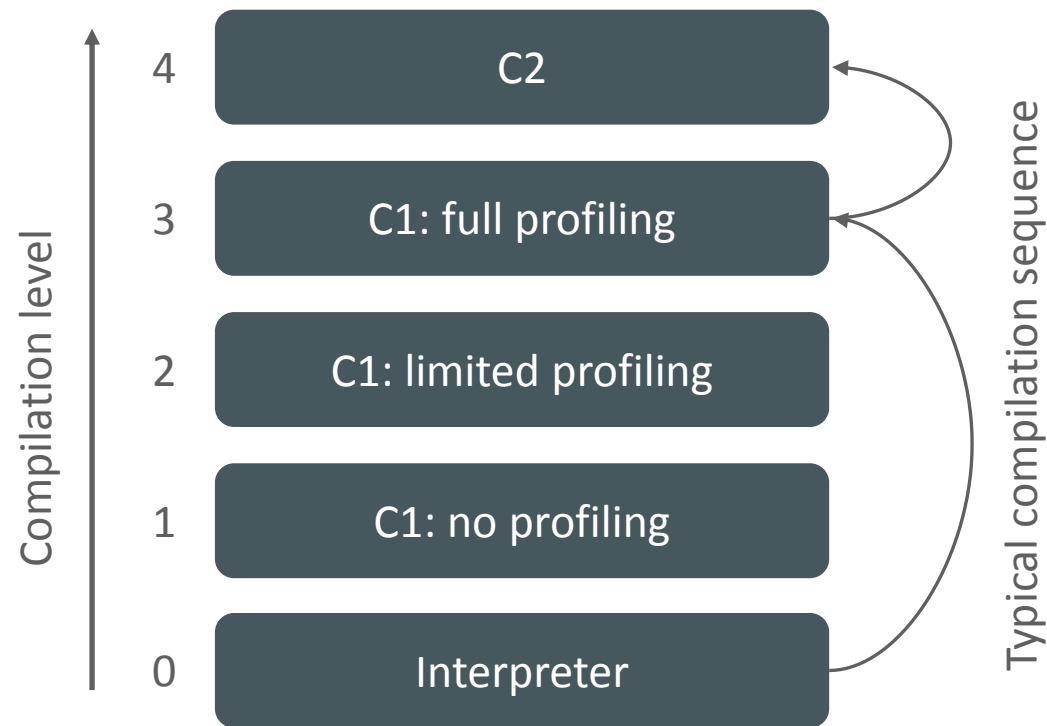 Compilation level
4
C2
3
C1: full profiling
2
C1: limited profiling
1
C1: no profiling
0
Interpreter
Typical compilation sequence